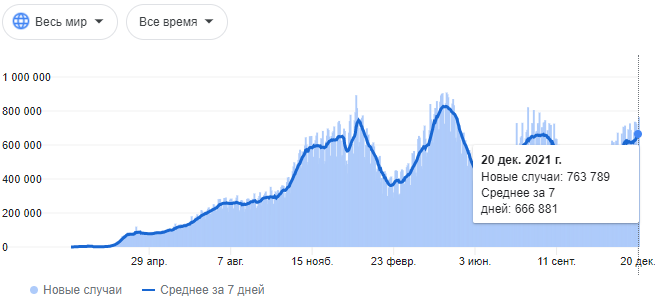 Весь мир
Все время
1 000 000
800 000
600 000
400 000
200 000
0
20 дек. 2021 г.
Новые случаи: 763 789
Среднее за 7
дней: 666 881
29 апр.
7 авг.
15 нояб.
23 февр.
3 июн.
11 сент.
20 дек.
Новые случаи
Среднее за 7 дней